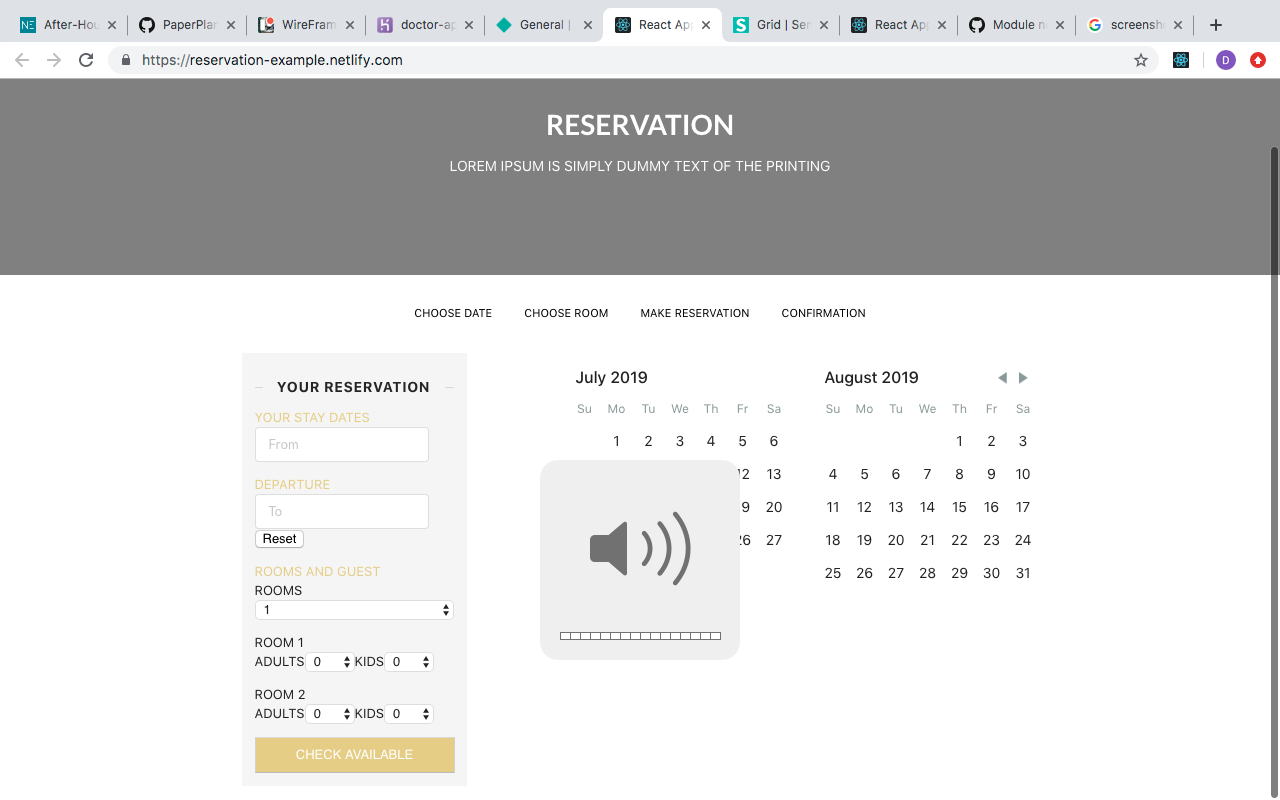 After-Hou
PaperPlan
WireFram
doctor-ap
General |
React App
Grid | Sem
React App
Module n
screensh
https://reservation-example.netlify.com
D
RESERVATION
LOREM IPSUM IS SIMPLY DUMMY TEXT OF THE PRINTING
CHOOSE DATE CHOOSE ROOM MAKE RESERVATION CONFIRMATION
YOUR RESERVATION
YOUR STAY DATES
From
DEPARTURE
To
Reset
ROOMS AND GUEST
ROOMS
1
ROOM 1
ADULTS 0 KIDS 0
ROOM 2
ADULTS 0 KIDS 0
CHECK AVAILABLE
July 2019
Su Mo Tu We Th Fr Sa
1 2 3 4 5 6
12 13
19 20
26 27
August 2019
Su Mo Tu We Th Fr Sa
1 2 3
4 5 6 7 8 9 10
11 12 13 14 15 16 17
18 19 20 21 22 23 24
25 26 27 28 29 30 31